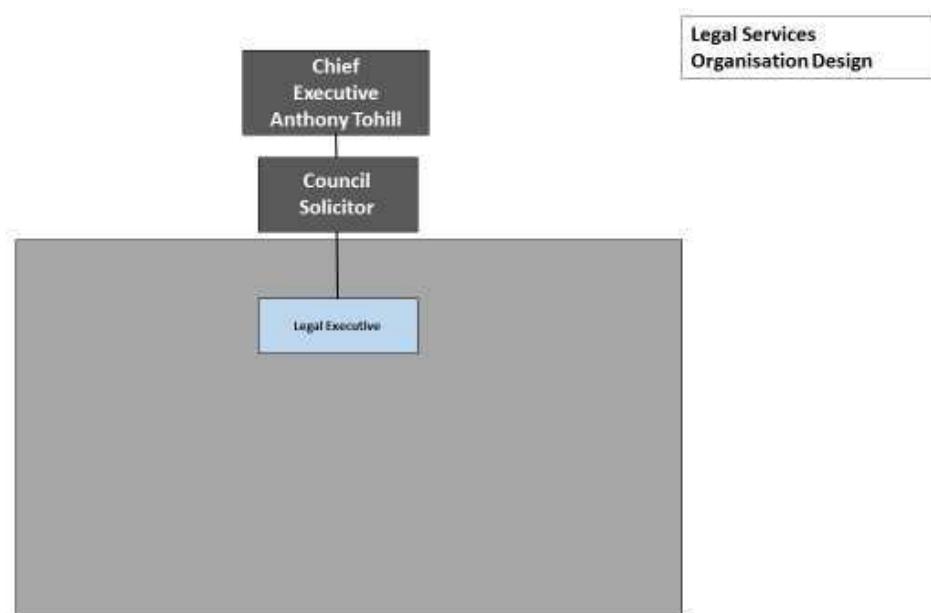 Legal Services
Organisation Design
Chief
Executive
Anthony Tohill
Council
Solicitor
Legal Executive